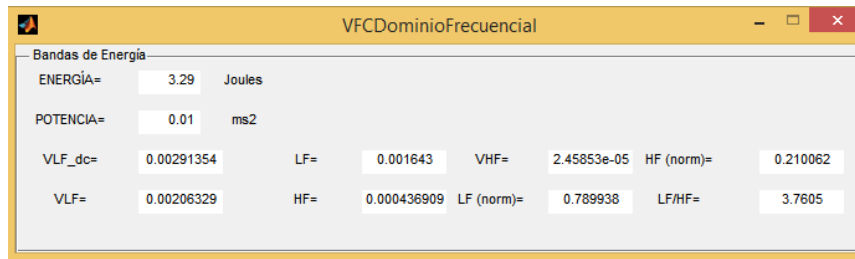 VFCDominioFrecuencial
Bandas de Energía
ENERGÍA= 3.29 Joules
POTENCIA= 0.01 ms2
VLF_dc= 0.00291354 LF= 0.001643 VHF= 2.45853e-05 HF (norm)= 0.210062
VLF= 0.00206329 HF= 0.000436909 LF (norm)= 0.789938 LF/HF= 3.7605